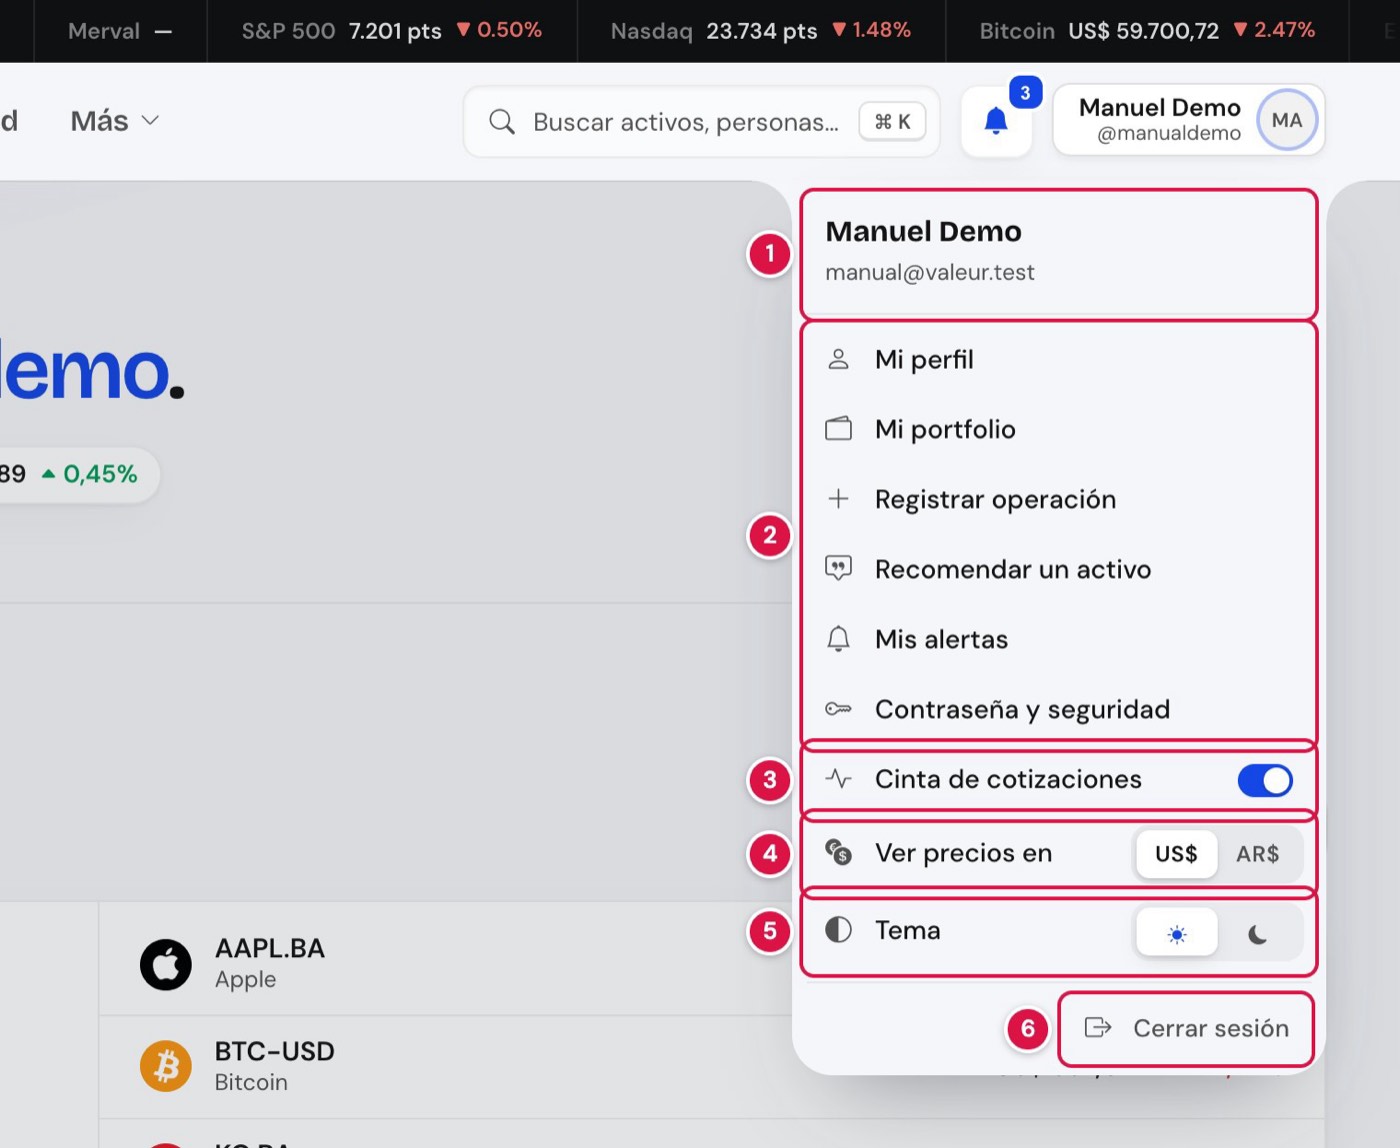 Merval — S&P 500 7.201 pts ▼ 0.50% Nasdaq 23.734 pts ▼ 1.48% Bitcoin US$ 59.700,72 ▼ 2.47%
d Más Buscar activos, personas... ⌘ K 3 Manuel Demo MA
@manualdemo
1 Manuel Demo
manual@valeur.test
Mi perfil
demo.
Mi portfolio
89 ▲ 0,45%
Registrar operación
2
Recomendar un activo
Mis alertas
Contraseña y seguridad
3 Cinta de cotizaciones
4 Ver precios en US$ AR$
5 Tema
AAPL.BA
Apple
6 Cerrar sesión
BTC-USD
Bitcoin